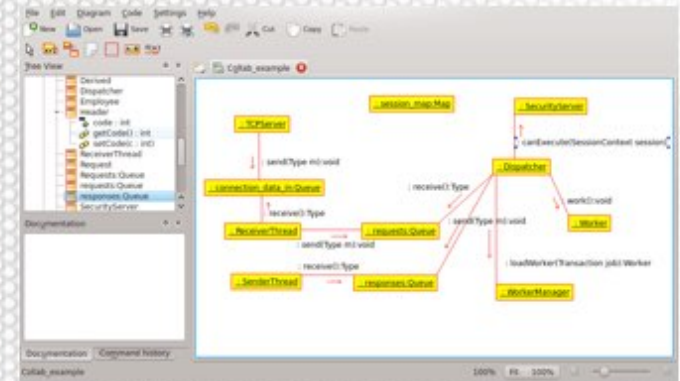 File Edit Diagram Code Settings Help
New Open Save Cut Copy Paste
Tree View
Collab_example
Derived
Dispatcher
Employee
Header
code : int
getCode() : int
setCode(c : int)
ReceiverThread
Request
Requests Queue
requests:Queue
responses:Queue
SecurityServer
Documentation
Documentation Command history
: session_map:Map
: SecurityServer
: TCPServer
: canExecute(SessionContext session)
: send(Type m):void
: Dispatcher
: connection_data_in:Queue
: receive():Type
: work():void
: receive():Type
: send(Type m):void
: Worker
: ReceiverThread
: requests:Queue
: send(Type m):void
: receive():Type
: loadWorker(Transaction job):Worker
: SenderThread
: responses:Queue
: WorkerManager
Collab_example 100% Fit 100%